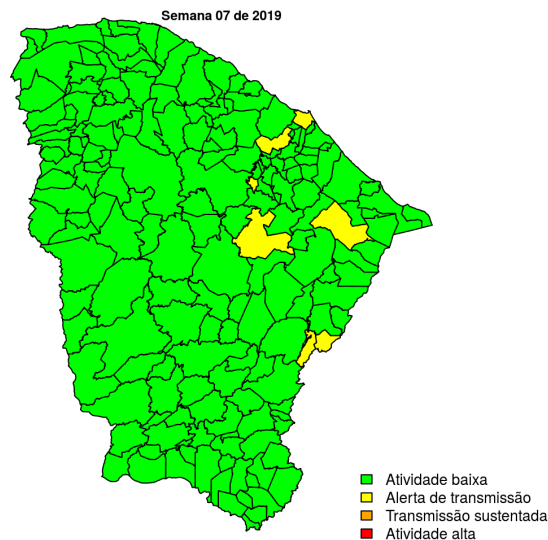 Semana 07 de 2019
Atividade baixa
Alerta de transmissão
Transmissão sustentada
Atividade alta